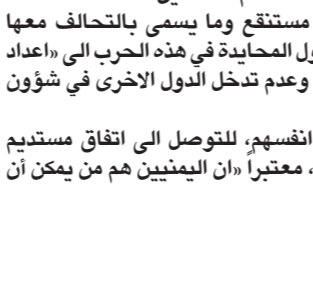 مستنقع وما يسمى بالتحالف معها
ول المحايدة في هذه الحرب الى «اعداد
وعدم تدخل الدول الاخرى في شؤون
انفسهم، للتوصل الى اتفاق مستديم
، معتبراً «ان اليمنيين هم من يمكن أن